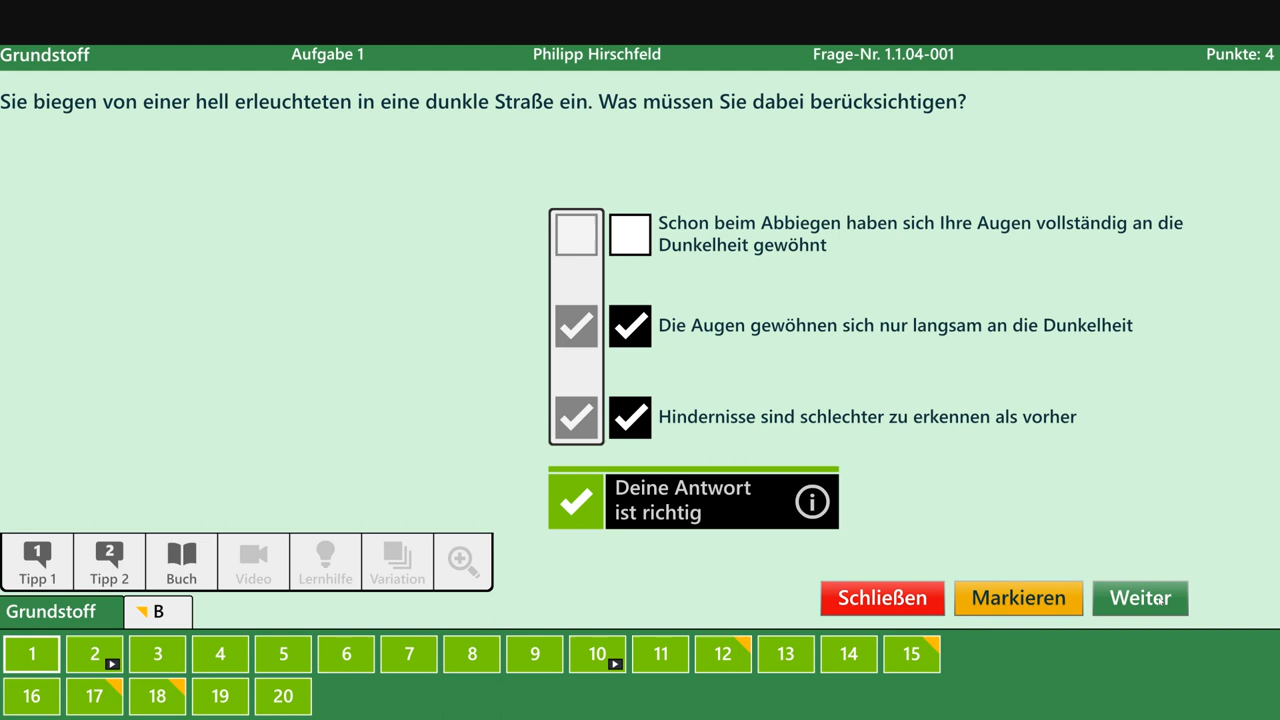 Grundstoff Aufgabe 1 Philipp Hirschfeld Frage-Nr. 1.1.04-001 Punkte: 4
Sie biegen von einer hell erleuchteten in eine dunkle Straße ein. Was müssen Sie dabei berücksichtigen?
Schon beim Abbiegen haben sich Ihre Augen vollständig an die
Dunkelheit gewöhnt
Die Augen gewöhnen sich nur langsam an die Dunkelheit
Hindernisse sind schlechter zu erkennen als vorher
Deine Antwort
ist richtig
1 2
Tipp 1 Tipp 2 Buch Video Lernhilfe Variation
Schließen Markieren Weiter
Grundstoff B
1 2 3 4 5 6 7 8 9 10 11 12 13 14 15
16 17 18 19 20